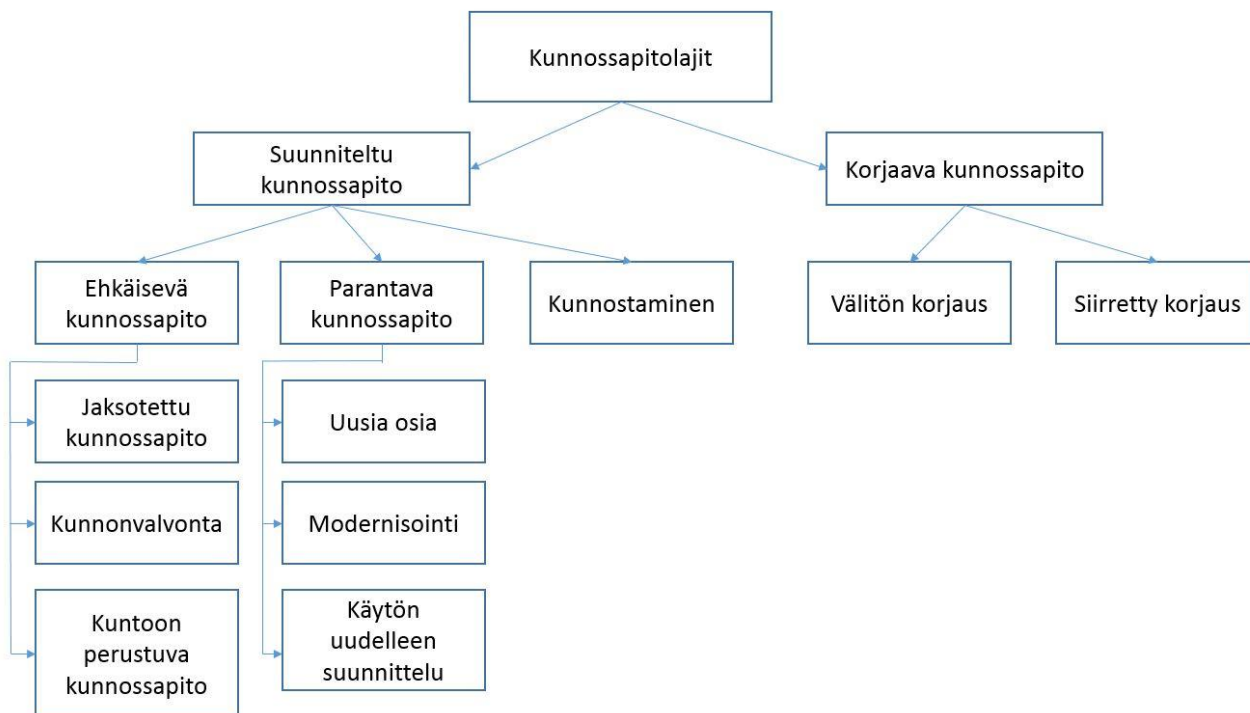 Kunnossapitolajit
Suunniteltu
kunnossapito
Korjaava kunnossapito
Ehkäisevä
kunnossapito
Parantava
kunnossapito
Kunnostaminen
Välitön korjaus
Siirretty korjaus
Jaksotettu
kunnossapito
Uusia osia
Kunnonvalvonta
Modernisointi
Kuntoon
perustuva
kunnossapito
Käytön
uudelleen
suunnittelu